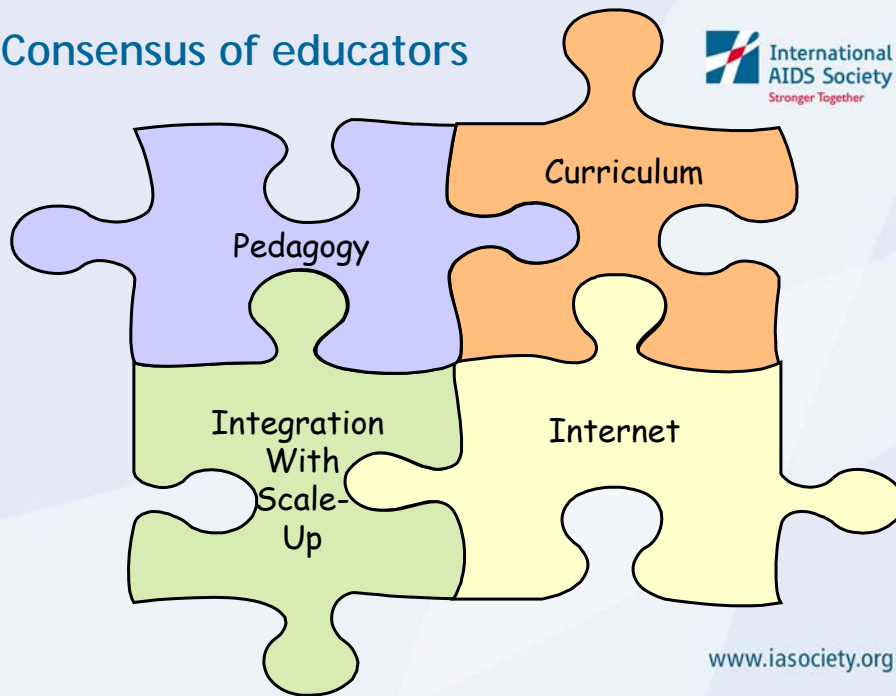 Consensus of educators
International
AIDS Society
Stronger Together
Curriculum
Pedagogy
Integration
With
Scale-
Up
Internet
www.iasociety.org